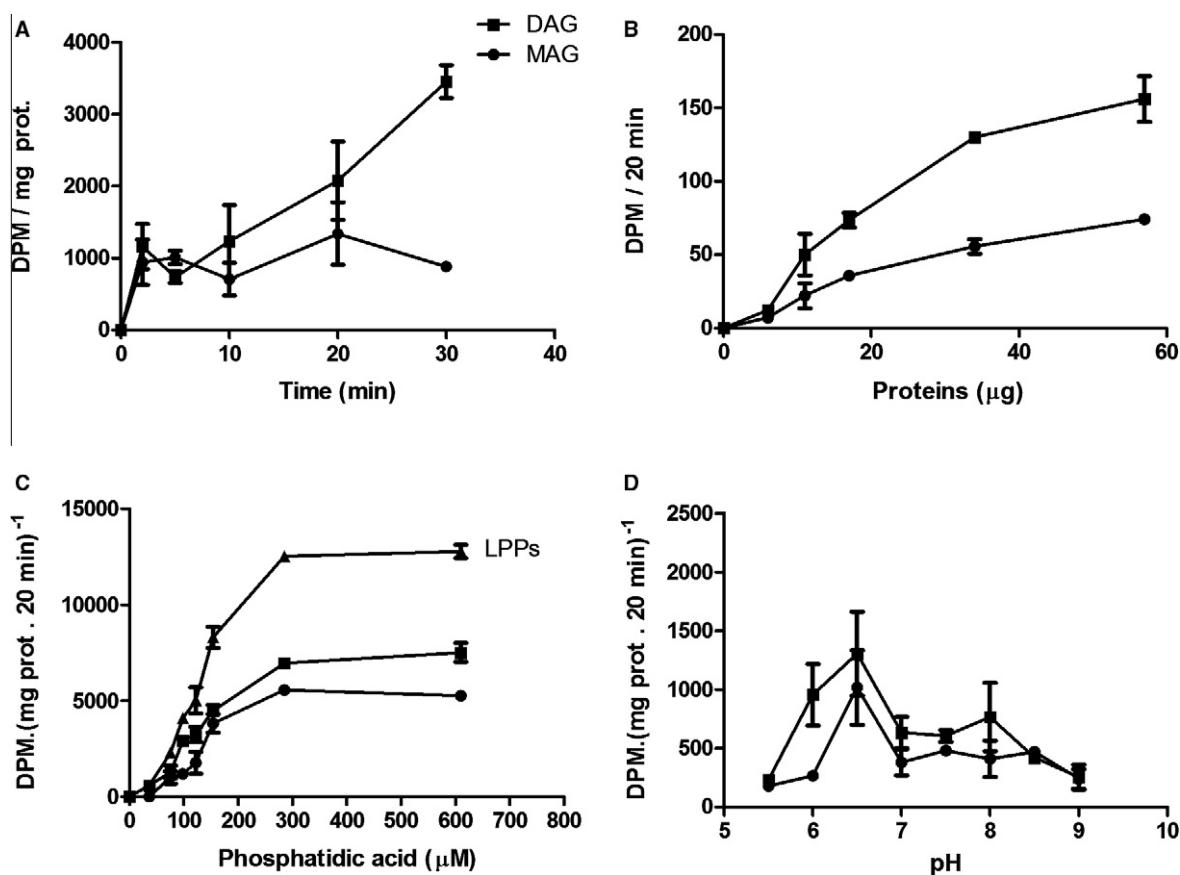 A
DAG
MAG
DPM / mg prot.
4000
3000
2000
1000
0
0 10 20 30 40
Time (min)
B
DPM / 20 min
200
150
100
50
0
0 20 40 60
Proteins (μg)
C
DPM.(mg prot . 20 min)⁻¹
15000
10000
5000
0
LPPs
0 100 200 300 400 500 600 700 800
Phosphatidic acid (μM)
D
DPM.(mg prot . 20 min)⁻¹
2500
2000
1500
1000
500
0
5 6 7 8 9 10
pH